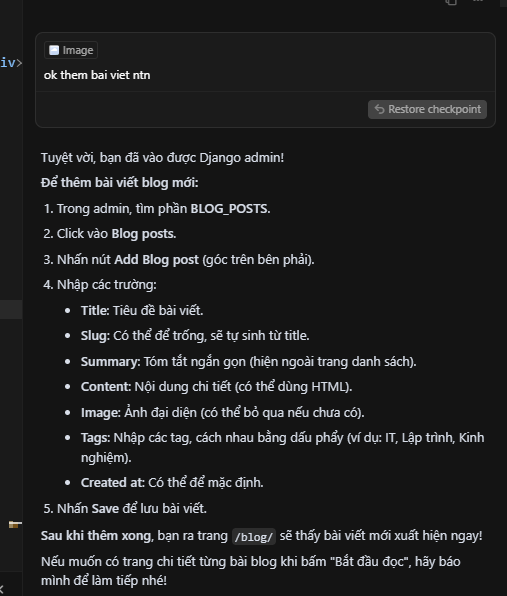 iv>
Image
ok them bai viet ntn
Restore checkpoint
Tuyệt vời, bạn đã vào được Django admin!
Để thêm bài viết blog mới:
1. Trong admin, tìm phần BLOG_POSTS.
2. Click vào Blog posts.
3. Nhấn nút Add Blog post (góc trên bên phải).
4. Nhập các trường:
• Title: Tiêu đề bài viết.
• Slug: Có thể để trống, sẽ tự sinh từ title.
• Summary: Tóm tắt ngắn gọn (hiện ngoài trang danh sách).
• Content: Nội dung chi tiết (có thể dùng HTML).
• Image: Ảnh đại diện (có thể bỏ qua nếu chưa có).
• Tags: Nhập các tag, cách nhau bằng dấu phẩy (ví dụ: IT, Lập trình, Kinh
nghiệm).
• Created at: Có thể để mặc định.
5. Nhấn Save để lưu bài viết.
Sau khi thêm xong, bạn ra trang /blog/ sẽ thấy bài viết mới xuất hiện ngay!
Nếu muốn có trang chi tiết từng bài blog khi bấm "Bắt đầu đọc", hãy báo
mình để làm tiếp nhé!